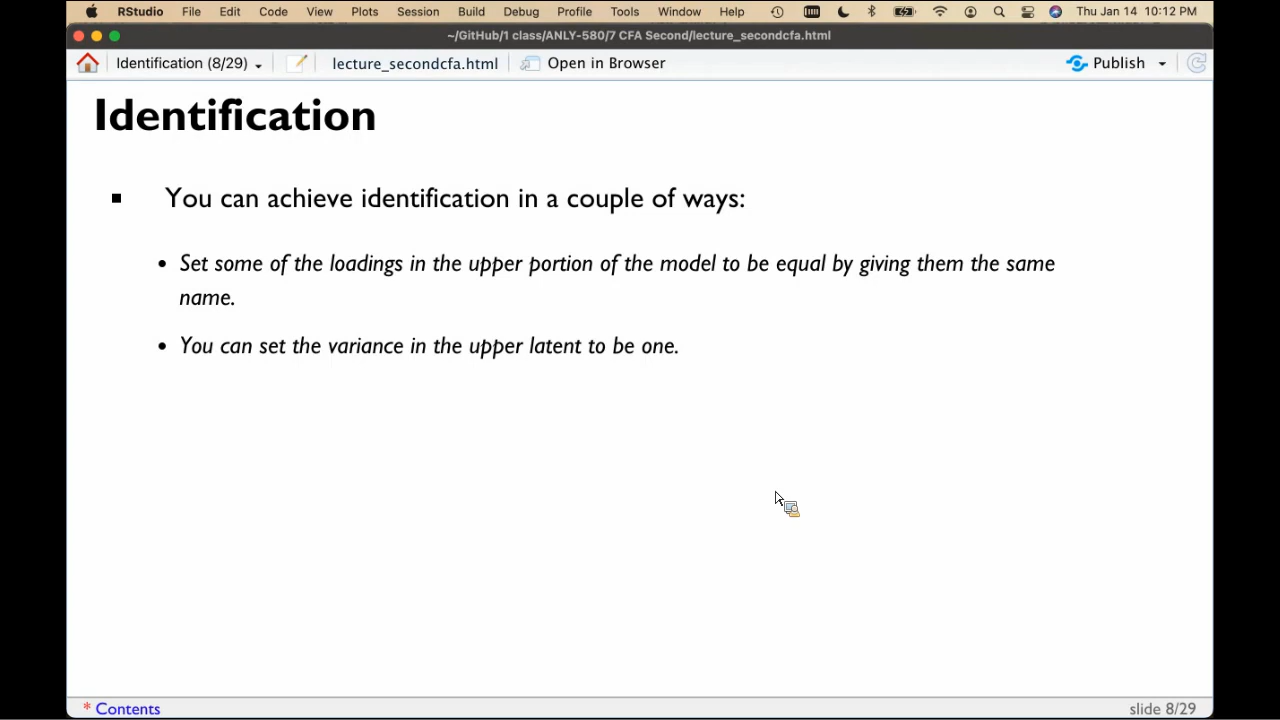 RStudio File Edit Code View Plots Session Build Debug Profile Tools Window Help Thu Jan 14 10:12 PM
~/GitHub/1 class/ANLY-580/7 CFA Second/lecture_secondcfa.html
Identification (8/29) lecture_secondcfa.html Open in Browser Publish
Identification
You can achieve identification in a couple of ways:
• Set some of the loadings in the upper portion of the model to be equal by giving them the same
name.
• You can set the variance in the upper latent to be one.
* Contents slide 8/29